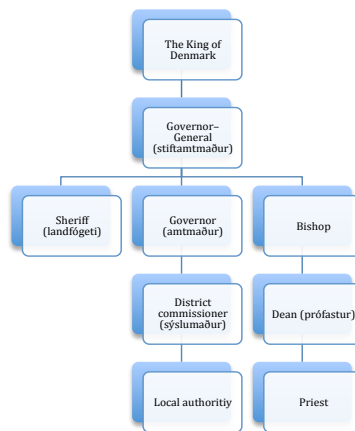 The King of
Denmark
Governor–
General
(stiftamtmaður)
Sheriff
(landfógeti)
Governor
(amtmaður)
Bishop
District
commissioner
(sýslumaður)
Dean (prófastur)
Local authoritiy
Priest